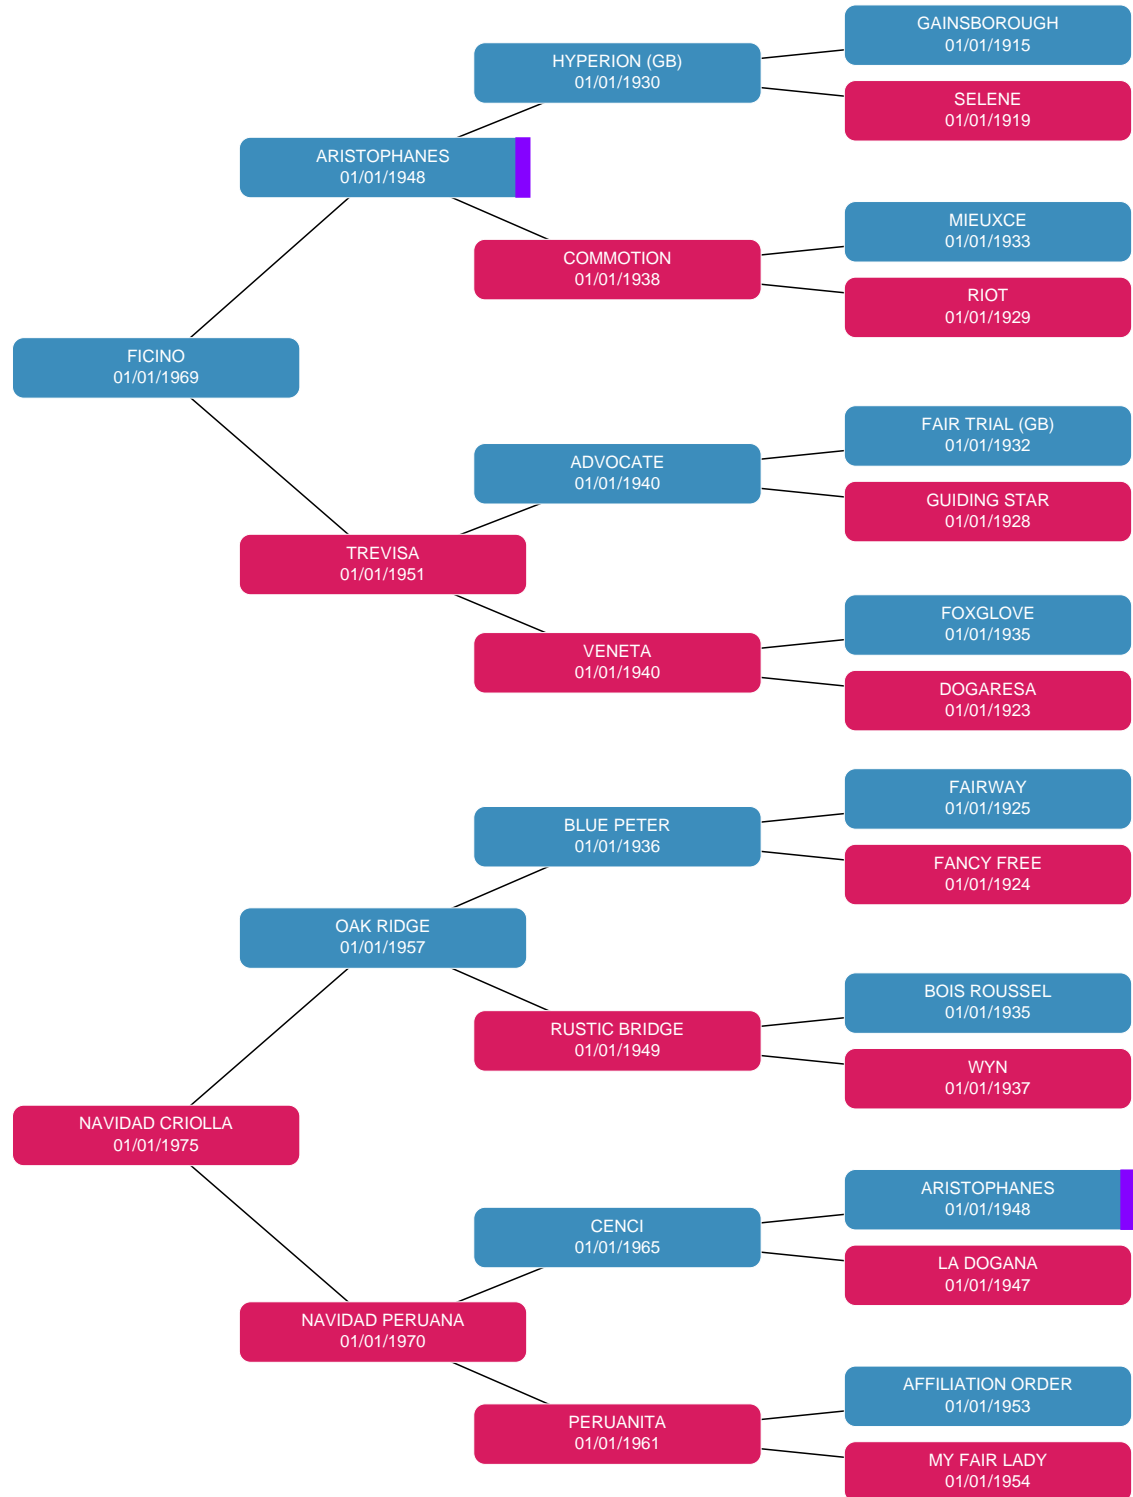 GAINSBOROUGH
01/01/1915
HYPERION (GB)
01/01/1930
SELENE
01/01/1919
ARISTOPHANES
01/01/1948
MIEUXCE
01/01/1933
COMMOTION
01/01/1938
RIOT
01/01/1929
FICINO
01/01/1969
FAIR TRIAL (GB)
01/01/1932
ADVOCATE
01/01/1940
GUIDING STAR
01/01/1928
TREVISA
01/01/1951
FOXGLOVE
01/01/1935
VENETA
01/01/1940
DOGARESA
01/01/1923
FAIRWAY
01/01/1925
BLUE PETER
01/01/1936
FANCY FREE
01/01/1924
OAK RIDGE
01/01/1957
BOIS ROUSSEL
01/01/1935
RUSTIC BRIDGE
01/01/1949
WYN
01/01/1937
NAVIDAD CRIOLLA
01/01/1975
ARISTOPHANES
01/01/1948
CENCI
01/01/1965
LA DOGANA
01/01/1947
NAVIDAD PERUANA
01/01/1970
AFFILIATION ORDER
01/01/1953
PERUANITA
01/01/1961
MY FAIR LADY
01/01/1954